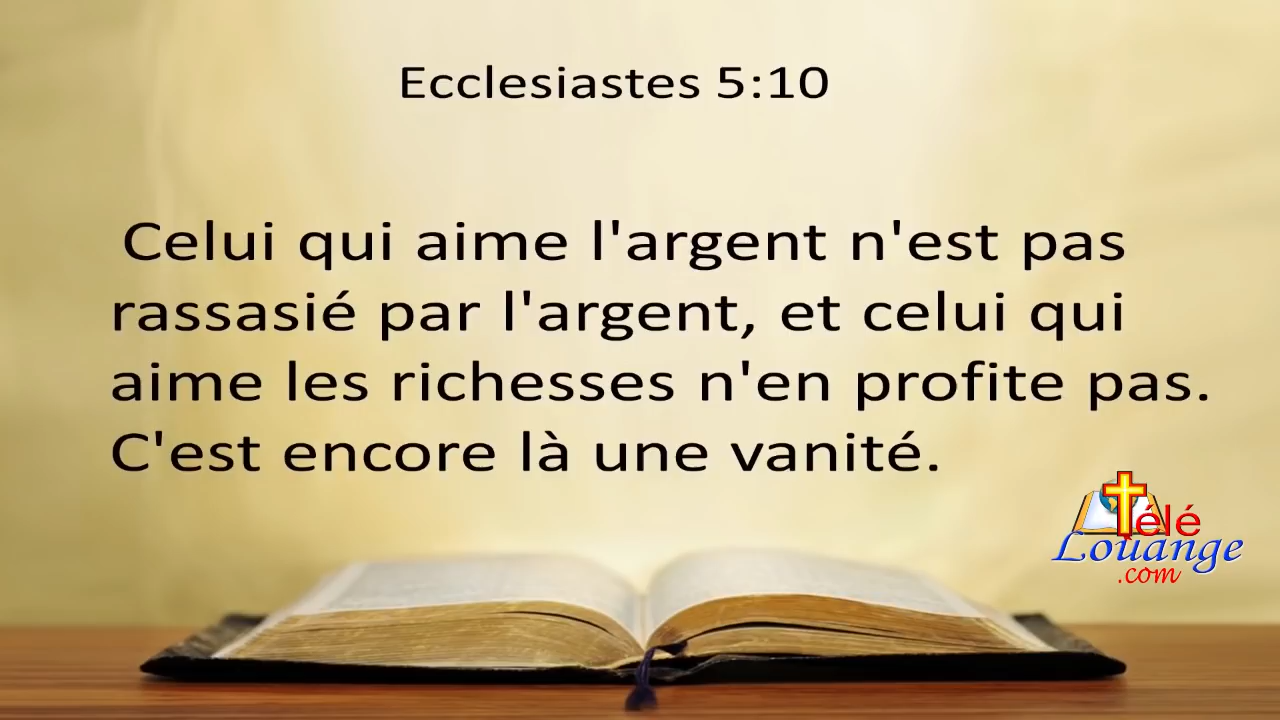 Ecclesiastes 5:10
Celui qui aime l'argent n'est pas
rassasié par l'argent, et celui qui
aime les richesses n'en profite pas.
C'est encore là une vanité.
Télé
Louange
.com